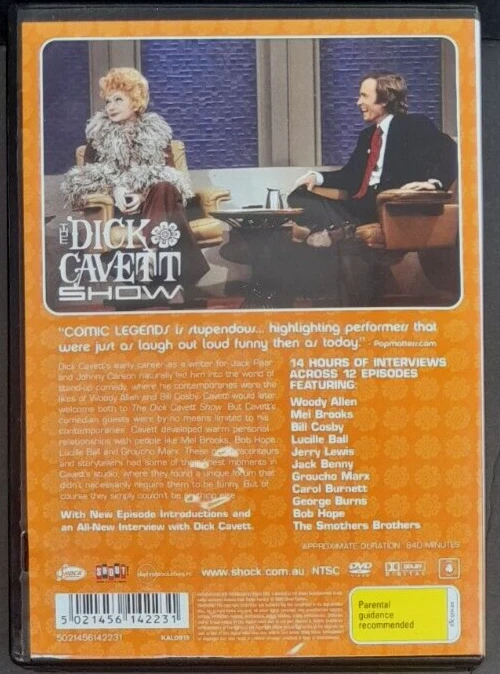 THE
DICK
CAVETT
SHOW
"COMIC LEGENDS is stupendous... highlighting performers that
were just as laugh out loud funny then as today." - Popmatters.com
Dick Cavett's early career as a writer for Jack Paar
and Johnny Carson naturally led him into the world of
stand-up comedy, where his contemporaries were the
likes of Woody Allen and Bill Cosby. Cavett would later
welcome both to The Dick Cavett Show. But Cavett's
comedian guests were by no means limited to his
contemporaries. Cavett developed warm personal
relationships with people like Mel Brooks, Bob Hope,
Lucille Ball and Groucho Marx. These raconteurs
and storytellers had some of their finest moments in
Cavett's studio, where they found a unique forum that
didn't necessarily require them to be funny. But of
course they simply couldn't be anything else.
With New Episode Introductions and
an All-New Interview with Dick Cavett.
14 HOURS OF INTERVIEWS
ACROSS 12 EPISODES
FEATURING:
Woody Allen
Mel Brooks
Bill Cosby
Lucille Ball
Jerry Lewis
Jack Benny
Groucho Marx
Carol Burnett
George Burns
Bob Hope
The Smothers Brothers
APPROXIMATE DURATION : 840 MINUTES
SHOCK
SHOUT!
www.shock.com.au NTSC DVD DOLBY DIGITAL 4
5021456142231
KAL0919
Parental
guidance
recommended